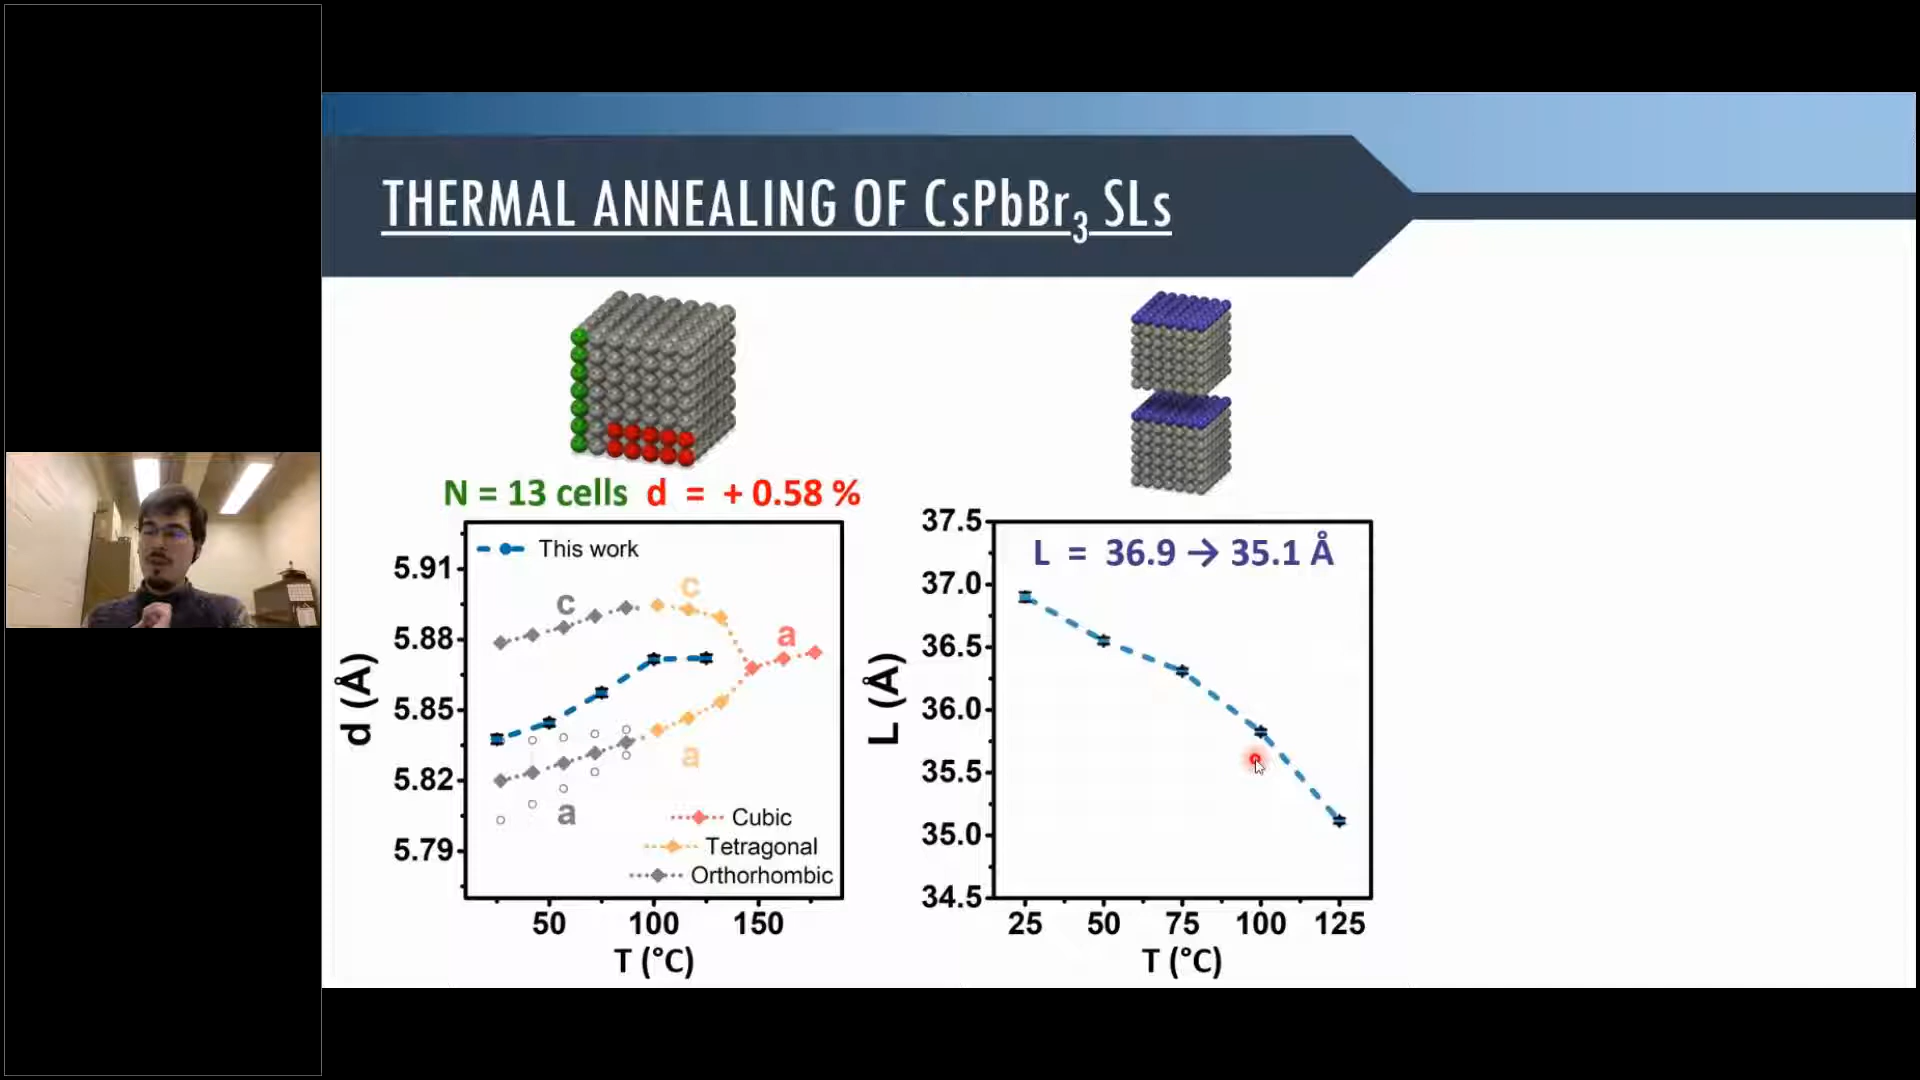 THERMAL ANNEALING OF CsPbBr3 SLs
N = 13 cells d = + 0.58 %
This work
c
c
a
a
a
Cubic
Tetragonal
Orthorhombic
5.91
5.88
5.85
5.82
5.79
d (Å)
50 100 150
T (°C)
L = 36.9 → 35.1 Å
37.5
37.0
36.5
36.0
35.5
35.0
34.5
L (Å)
25 50 75 100 125
T (°C)